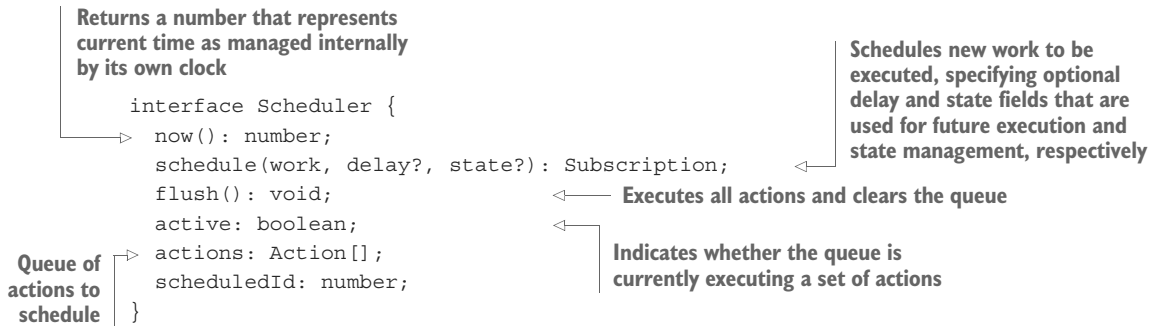 Returns a number that represents
current time as managed internally
by its own clock
Schedules new work to be
executed, specifying optional
delay and state fields that are
used for future execution and
state management, respectively
interface Scheduler {
now(): number;
schedule(work, delay?, state?): Subscription;
flush(): void;
Executes all actions and clears the queue
active: boolean;
Indicates whether the queue is
currently executing a set of actions
Queue of
actions to
schedule
actions: Action[];
scheduledId: number;
}